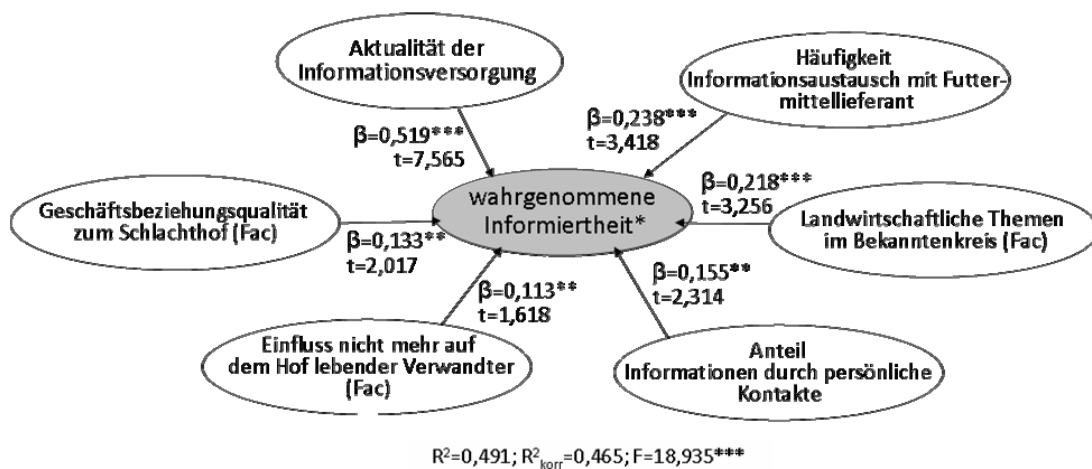 Aktualität der
Informationsversorgung
Häufigkeit
Informationsaustausch mit Futter-
mittellieferant
β=0,519***
t=7,565
β=0,238***
t=3,418
wahrgenommene
Informiertheit*
β=0,218***
t=3,256
Geschäftsbeziehungsqualität
zum Schlachthof (Fac)
β=0,133**
t=2,017
Landwirtschaftliche Themen
im Bekanntenkreis (Fac)
β=0,113**
t=1,618
β=0,155**
t=2,314
Einfluss nicht mehr auf
dem Hof lebender Verwandter
(Fac)
Anteil
Informationen durch persönliche
Kontakte
R²=0,491; R²korr=0,465; F=18,935***